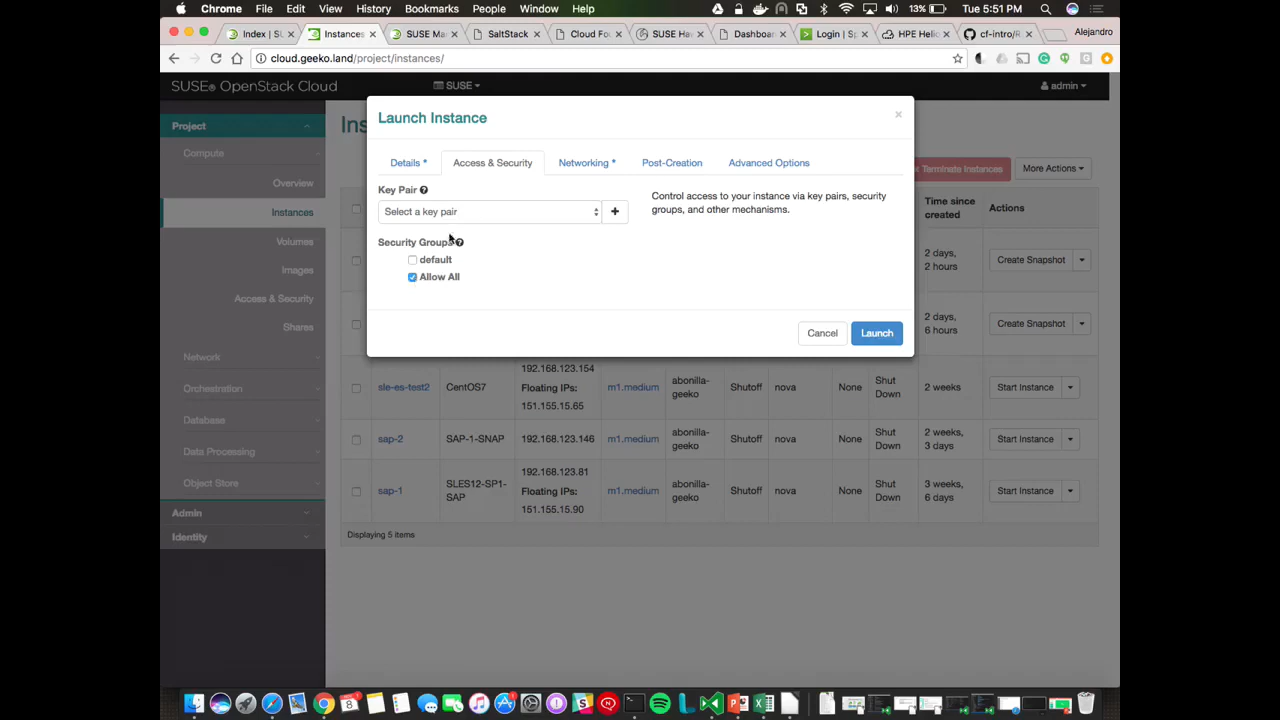 Chrome File Edit View History Bookmarks People Window Help 13% Tue 5:51 PM
Index | SU Instances SUSE Ma SaltStack Cloud Fou SUSE Hav Dashboar Login | Sp HPE Helio cf-intro/R Alejandro
cloud.geeko.land/project/instances/
SUSE® OpenStack Cloud SUSE admin
Launch Instance ×
Project
Compute
Overview
Instances
Volumes
Images
Access & Security
Shares
Network
Orchestration
Database
Data Processing
Object Store
Admin
Identity
Ins
Terminate Instances More Actions
Details * Access & Security Networking * Post-Creation Advanced Options
Key Pair
Select a key pair
Control access to your instance via key pairs, security
groups, and other mechanisms.
Security Groups
default
Allow All
Cancel Launch
Time since
created
Actions
2 days,
2 hours
Create Snapshot
2 days,
6 hours
Create Snapshot
192.168.123.154
sle-es-test2 CentOS7 Floating IPs: m1.medium abonilla-
geeko Shutoff nova None Shut
Down 2 weeks Start Instance
151.155.15.65
sap-2 SAP-1-SNAP 192.168.123.146 m1.medium abonilla-
geeko Shutoff nova None Shut
Down 2 weeks,
3 days Start Instance
192.168.123.81
sap-1 SLES12-SP1-
SAP Floating IPs: m1.medium abonilla-
geeko Shutoff nova None Shut
Down 3 weeks,
6 days Start Instance
151.155.15.90
Displaying 5 items